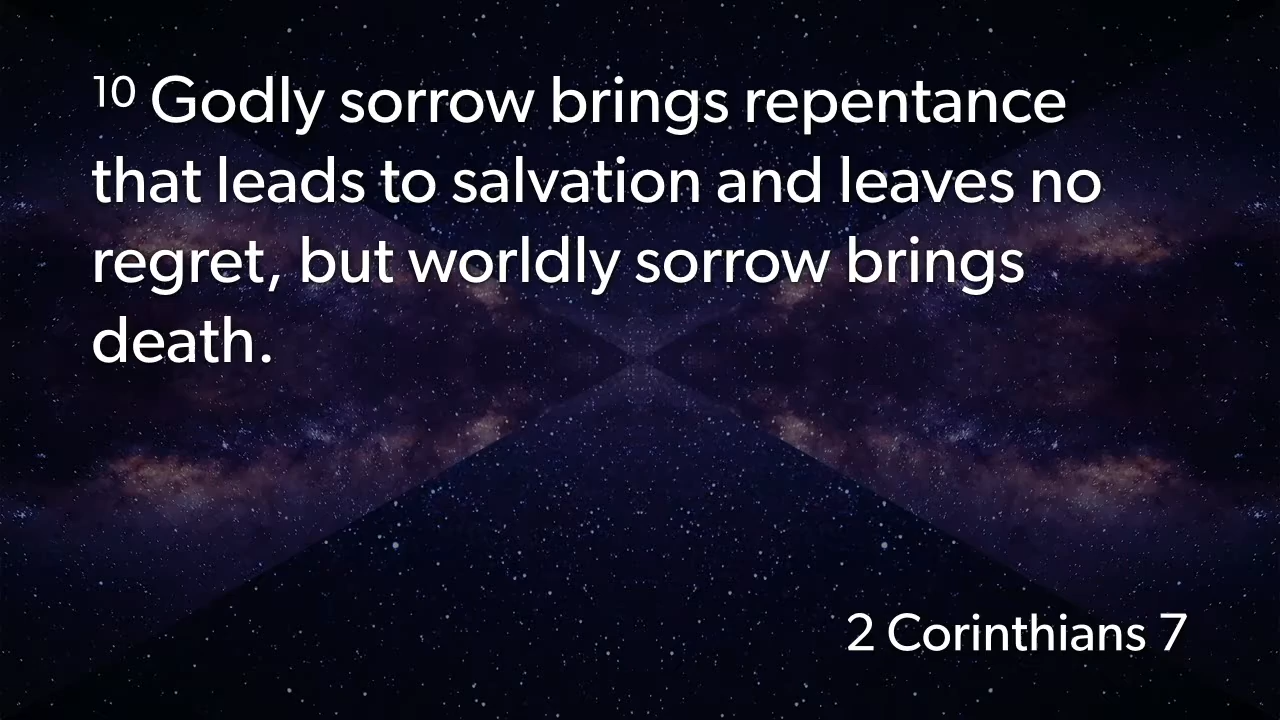 10 Godly sorrow brings repentance
that leads to salvation and leaves no
regret, but worldly sorrow brings
death.
2 Corinthians 7